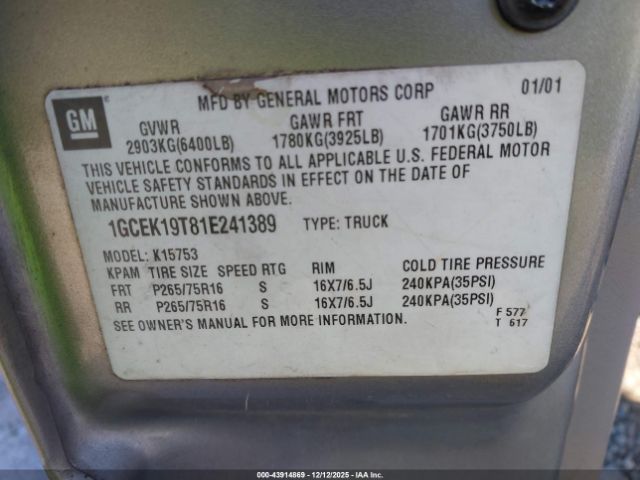 MFD BY GENERAL MOTORS CORP 01/01
GM
GVWR GAWR FRT GAWR RR
2903KG(6400LB) 1780KG(3925LB) 1701KG(3750LB)
THIS VEHICLE CONFORMS TO ALL APPLICABLE U.S. FEDERAL MOTOR
VEHICLE SAFETY STANDARDS IN EFFECT ON THE DATE OF
MANUFACTURE SHOWN ABOVE.
1GCEK19T81E241389 TYPE: TRUCK
MODEL: K15753
KPAM TIRE SIZE SPEED RTG RIM COLD TIRE PRESSURE
FRT P265/75R16 S 16X7/6.5J 240KPA(35PSI)
RR P265/75R16 S 16X7/6.5J 240KPA(35PSI)
SEE OWNER'S MANUAL FOR MORE INFORMATION.
F 577
T 617
000-43914869 • 12/12/2025 • IAA Inc.